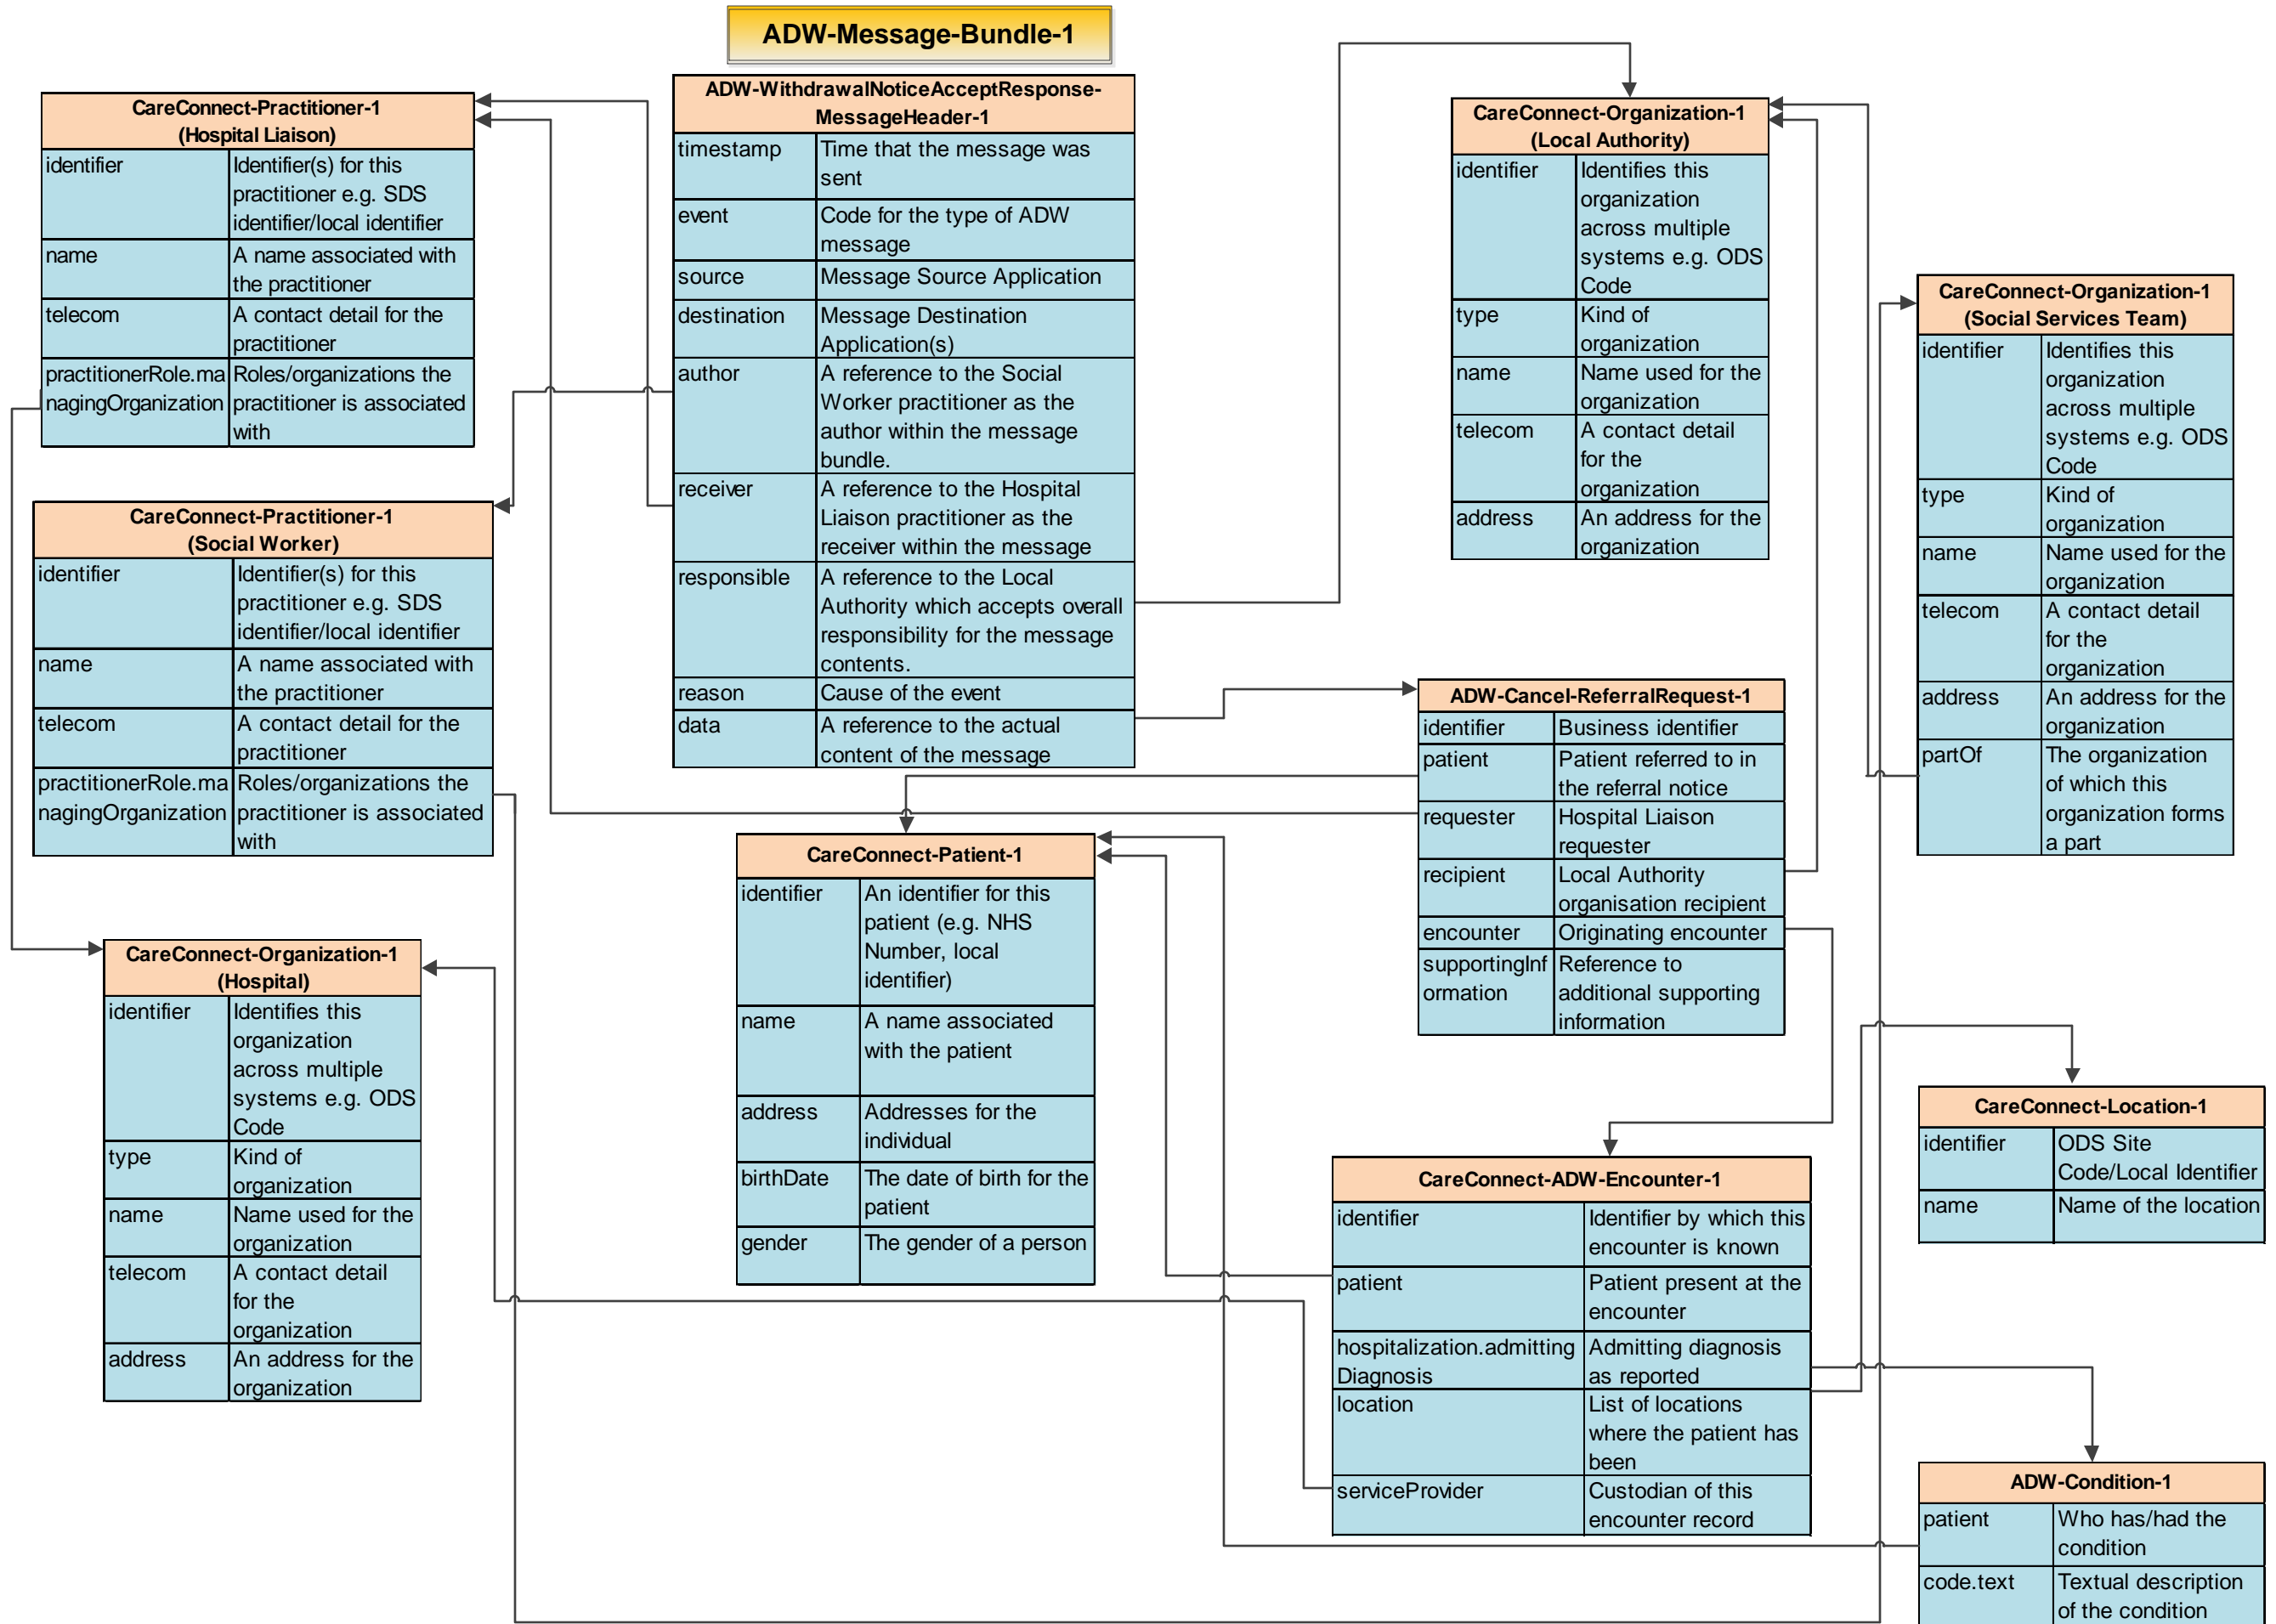 ADW-Message-Bundle-1
CareConnect-Practitioner-1
(Hospital Liaison)
identifier
Identifier(s) for this
practitioner e.g. SDS
identifier/local identifier
name
A name associated with
the practitioner
telecom
A contact detail for the
practitioner
practitionerRole.ma
nagingOrganization
Roles/organizations the
practitioner is associated
with
CareConnect-Practitioner-1
(Social Worker)
identifier
Identifier(s) for this
practitioner e.g. SDS
identifier/local identifier
name
A name associated with
the practitioner
telecom
A contact detail for the
practitioner
practitionerRole.ma
nagingOrganization
Roles/organizations the
practitioner is associated
with
CareConnect-Organization-1
(Hospital)
identifier
Identifies this
organization
across multiple
systems e.g. ODS
Code
type
Kind of
organization
name
Name used for the
organization
telecom
A contact detail
for the
organization
address
An address for the
organization
ADW-WithdrawalNoticeAcceptResponse-
MessageHeader-1
timestamp
Time that the message was
sent
event
Code for the type of ADW
message
source
Message Source Application
destination
Message Destination
Application(s)
author
A reference to the Social
Worker practitioner as the
author within the message
bundle.
receiver
A reference to the Hospital
Liaison practitioner as the
receiver within the message
responsible
A reference to the Local
Authority which accepts overall
responsibility for the message
contents.
reason
Cause of the event
data
A reference to the actual
content of the message
CareConnect-Patient-1
identifier
An identifier for this
patient (e.g. NHS
Number, local
identifier)
name
A name associated
with the patient
address
Addresses for the
individual
birthDate
The date of birth for the
patient
gender
The gender of a person
CareConnect-Organization-1
(Local Authority)
identifier
Identifies this
organization
across multiple
systems e.g. ODS
Code
type
Kind of
organization
name
Name used for the
organization
telecom
A contact detail
for the
organization
address
An address for the
organization
ADW-Cancel-ReferralRequest-1
identifier
Business identifier
patient
Patient referred to in
the referral notice
requester
Hospital Liaison
requester
recipient
Local Authority
organisation recipient
encounter
Originating encounter
supportingInf
ormation
Reference to
additional supporting
information
CareConnect-ADW-Encounter-1
identifier
Identifier by which this
encounter is known
patient
Patient present at the
encounter
hospitalization.admitting
Diagnosis
Admitting diagnosis
as reported
location
List of locations
where the patient has
been
serviceProvider
Custodian of this
encounter record
CareConnect-Organization-1
(Social Services Team)
identifier
Identifies this
organization
across multiple
systems e.g. ODS
Code
type
Kind of
organization
name
Name used for the
organization
telecom
A contact detail
for the
organization
address
An address for the
organization
partOf
The organization
of which this
organization forms
a part
CareConnect-Location-1
identifier
ODS Site
Code/Local Identifier
name
Name of the location
ADW-Condition-1
patient
Who has/had the
condition
code.text
Textual description
of the condition